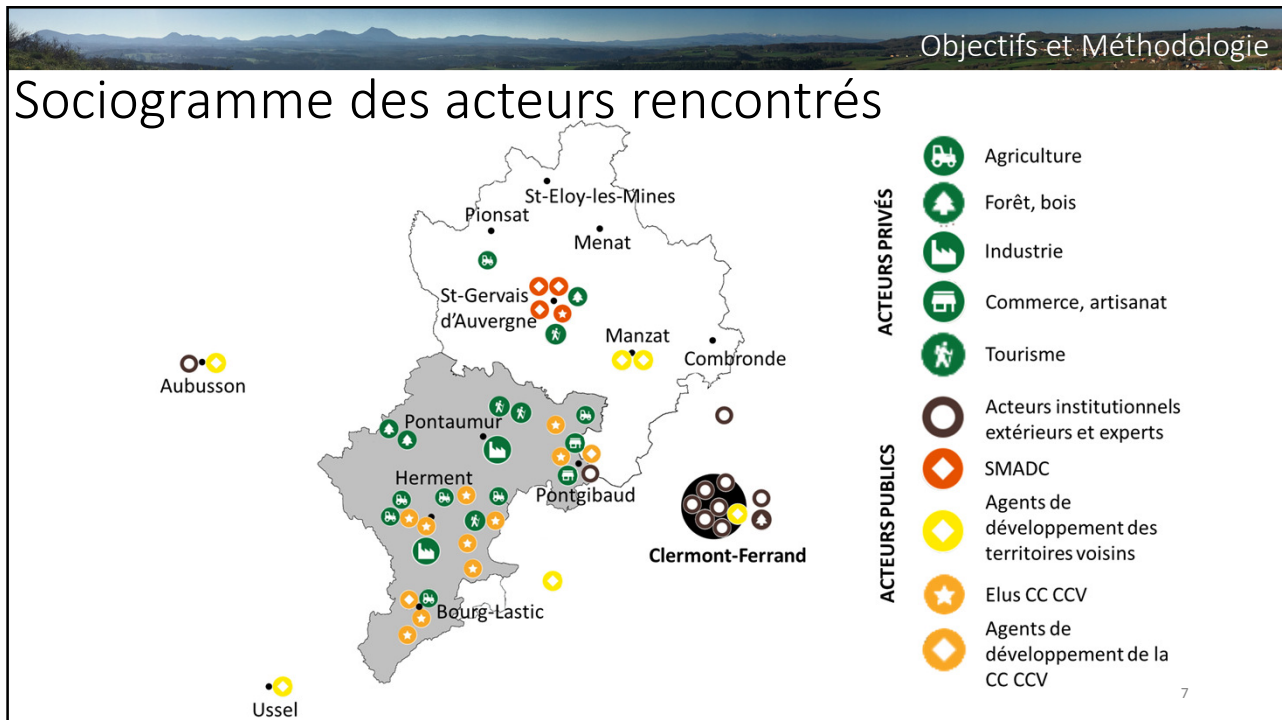 Objectifs et Méthodologie
Sociogramme des acteurs rencontrés
St-Eloy-les-Mines
Pionsat
Menat
St-Gervais
d'Auvergne
Manzat
Combronde
Aubusson
Pontaumur
Herment
Pontgibaud
Clermont-Ferrand
Bourg-Lastic
Ussel
ACTEURS PRIVÉS
Agriculture
Forêt, bois
Industrie
Commerce, artisanat
Tourisme
ACTEURS PUBLICS
Acteurs institutionnels
extérieurs et experts
SMADC
Agents de
développement des
territoires voisins
Elus CC CCV
Agents de
développement de la
CC CCV
7